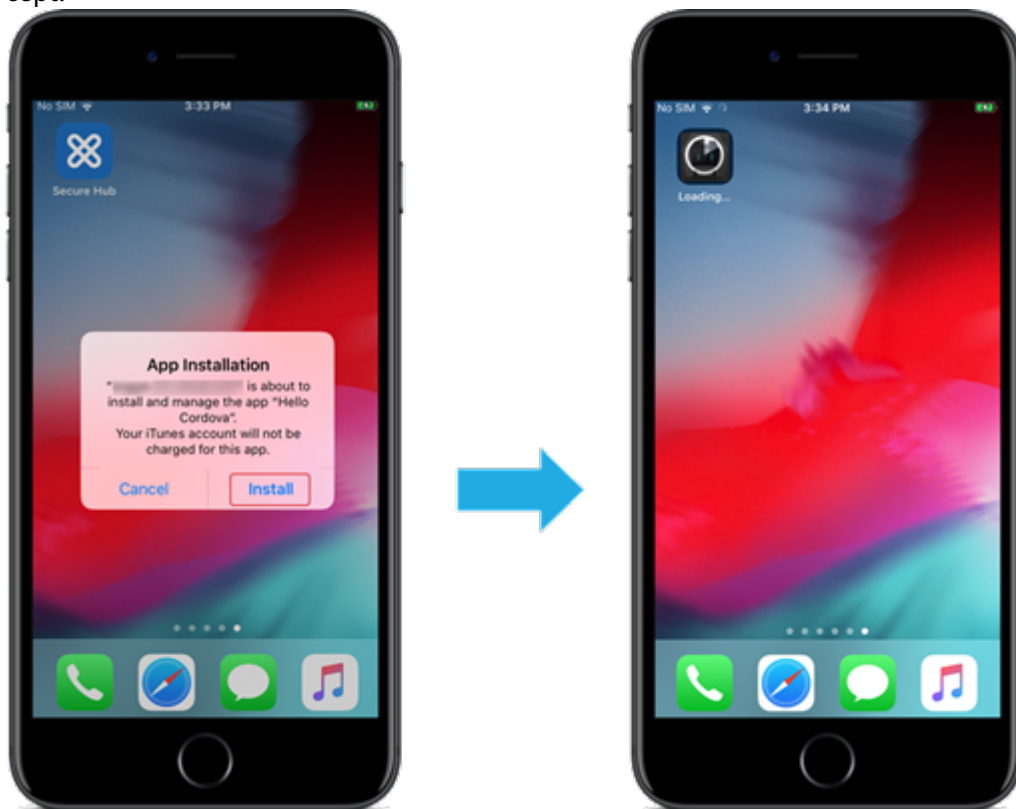 cept.
No SIM
3:33 PM
Secure Hub
App Installation
" " is about to
install and manage the app "Hello
Cordova".
Your iTunes account will not be
charged for this app.
Cancel
Install
No SIM
3:34 PM
Loading...